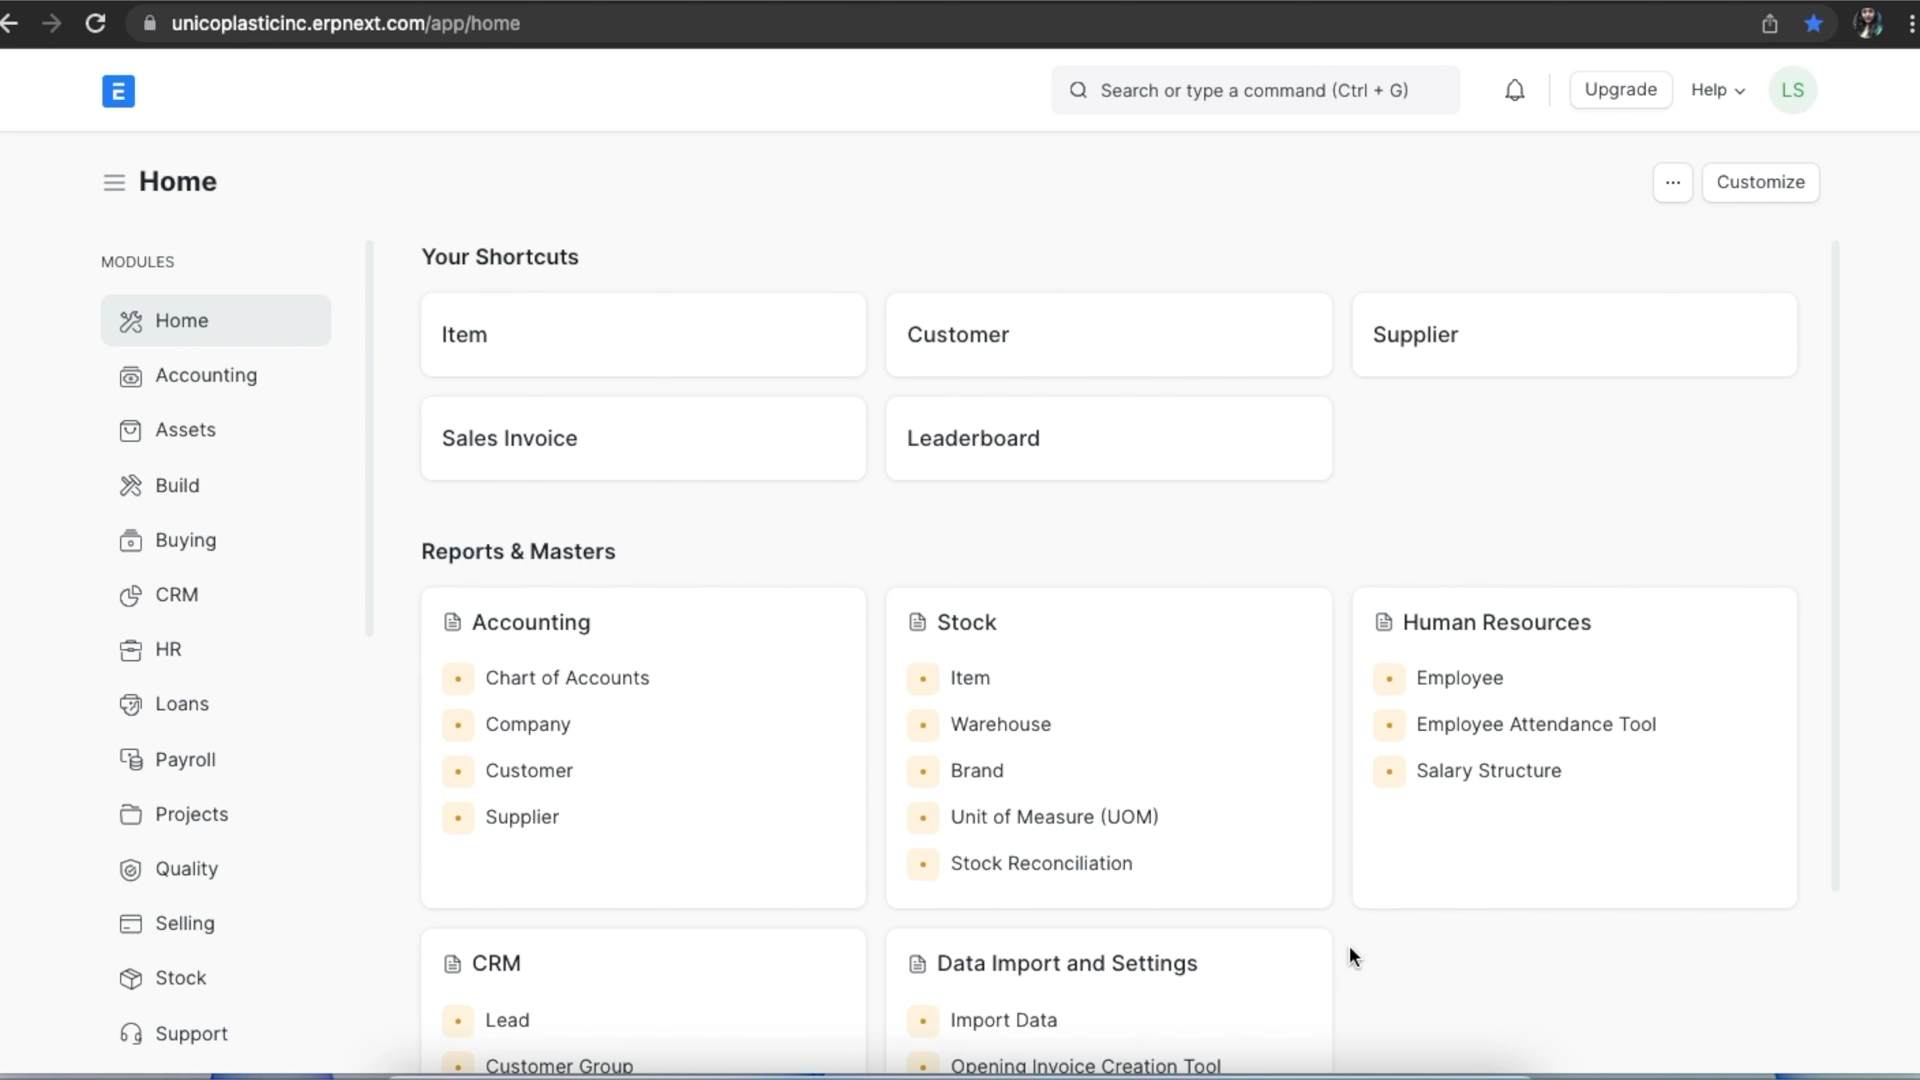 unicoplasticinc.erpnext.com/app/home
E
Search or type a command (Ctrl + G)
Upgrade
Help
LS
Home
...
Customize
MODULES
Home
Accounting
Assets
Build
Buying
CRM
HR
Loans
Payroll
Projects
Quality
Selling
Stock
Support
Your Shortcuts
Item
Customer
Supplier
Sales Invoice
Leaderboard
Reports & Masters
Accounting
Chart of Accounts
Company
Customer
Supplier
Stock
Item
Warehouse
Brand
Unit of Measure (UOM)
Stock Reconciliation
Human Resources
Employee
Employee Attendance Tool
Salary Structure
CRM
Lead
Customer Group
Data Import and Settings
Import Data
Opening Invoice Creation Tool